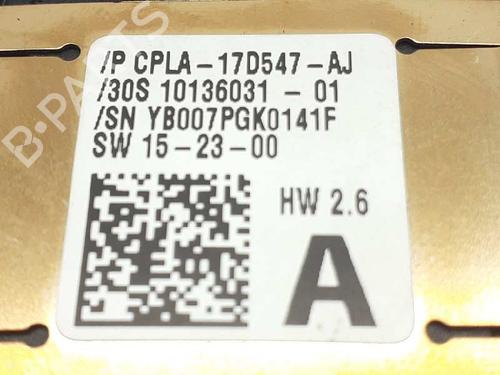 /P CPLA-17D547-AJ
/30S 10136031 -01
/SN YB007PGK0141F
SW 15-23-00
HW 2.6
A
B-PARTS